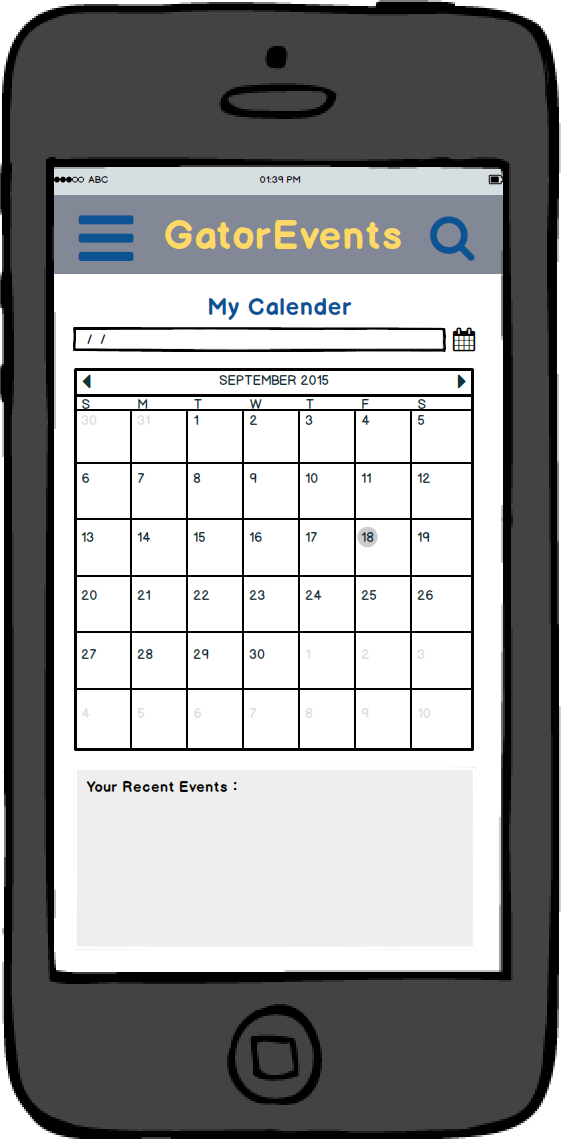 ABC 01:39 PM
GatorEvents
My Calender
/ /
SEPTEMBER 2015
S M T W T F S
30 31 1 2 3 4 5
6 7 8 9 10 11 12
13 14 15 16 17 18 19
20 21 22 23 24 25 26
27 28 29 30 1 2 3
4 5 6 7 8 9 10
Your Recent Events :